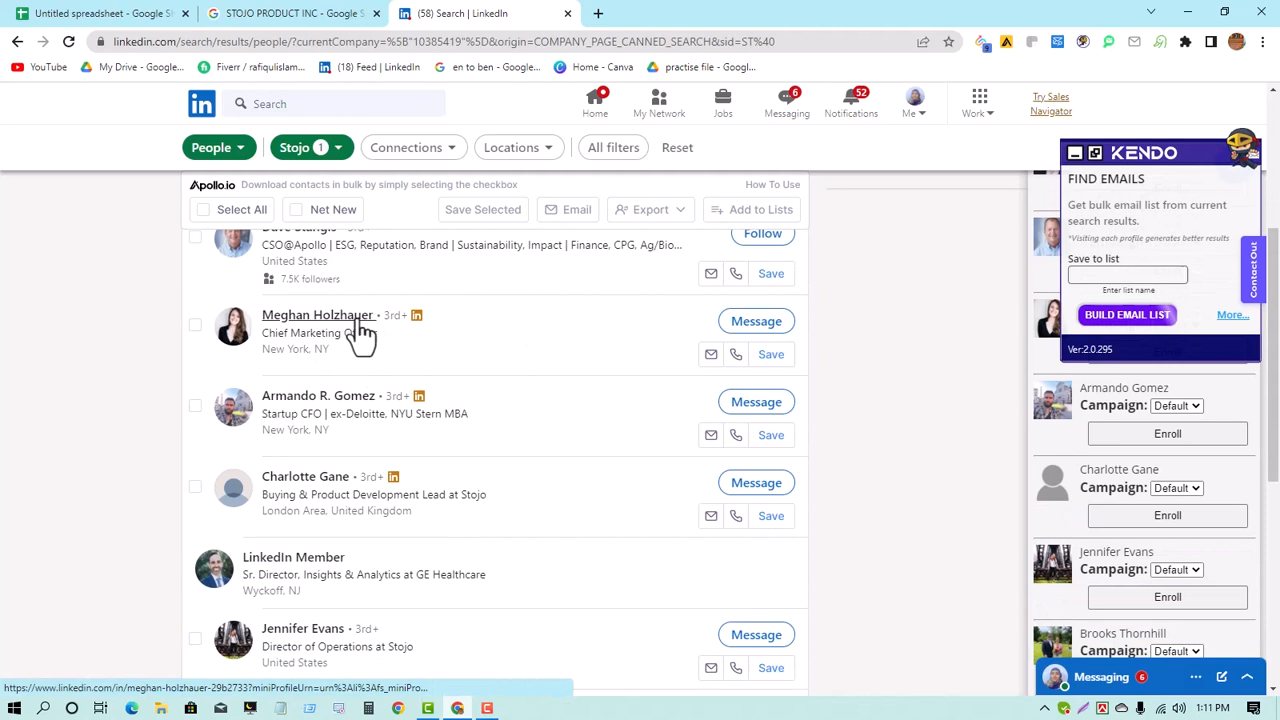 Untitled spreadsheet - Google Sh
STOJO PRODUCT INC - Google S
(58) Search | LinkedIn
linkedin.com/search/results/people/?currentCompany=%5B"10385419"%5D&origin=COMPANY_PAGE_CANNED_SEARCH&sid=ST%40
YouTube
My Drive - Google...
Fiverr / rafiqulislam...
(18) Feed | LinkedIn
en to ben - Google...
Home - Canva
practise file - Googl...
Search
Home
My Network
Jobs
6
Messaging
52
Notifications
Me
Work
Try Sales
Navigator
People
Stojo 1
Connections
Locations
All filters
Reset
Apollo.io Download contacts in bulk by simply selecting the checkbox
How To Use
Select All
Net New
Save Selected
Email
Export
Add to Lists
CSO@Apollo | ESG, Reputation, Brand | Sustainability, Impact | Finance, CPG, Ag/Bio...
United States
7.5K followers
Follow
Save
Meghan Holzhauer • 3rd+
Chief Marketing
New York, NY
Message
Save
Armando R. Gomez • 3rd+
Startup CFO | ex-Deloitte, NYU Stern MBA
New York, NY
Message
Save
Charlotte Gane • 3rd+
Buying & Product Development Lead at Stojo
London Area, United Kingdom
Message
Save
LinkedIn Member
Sr. Director, Insights & Analytics at GE Healthcare
Wyckoff, NJ
Jennifer Evans • 3rd+
Director of Operations at Stojo
United States
Message
Save
KENDO
FIND EMAILS
Get bulk email list from current
search results.
*Visiting each profile generates better results
Save to list
Enter list name
BUILD EMAIL LIST
More...
Ver:2.0.295
Contact Out
Armando Gomez
Campaign: Default
Enroll
Charlotte Gane
Campaign: Default
Enroll
Jennifer Evans
Campaign: Default
Enroll
Brooks Thornhill
Messaging 6
https://www.linkedin.com/in/meghan-holzhauer-29b2733?miniProfileUrn=urn%3Ali%3Afs_miniPro...
1:11 PM